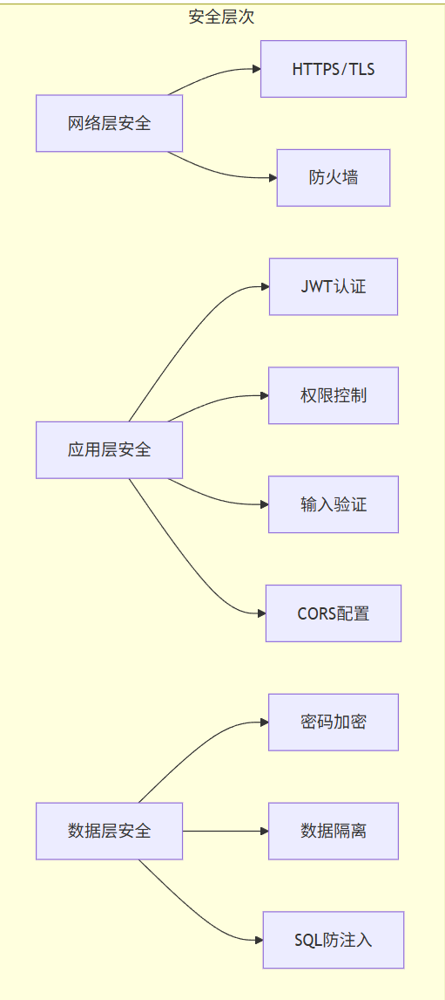 安全层次
网络层安全
HTTPS/TLS
防火墙
应用层安全
JWT认证
权限控制
输入验证
CORS配置
数据层安全
密码加密
数据隔离
SQL防注入